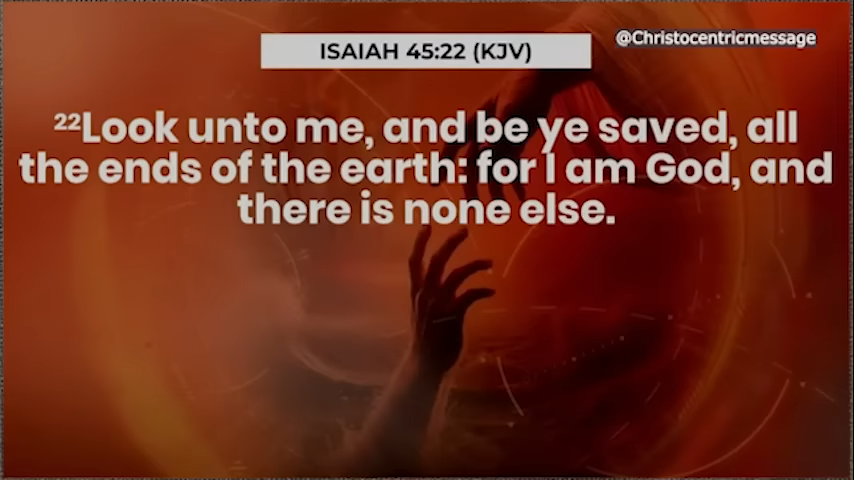 @Christocentricmessage
ISAIAH 45:22 (KJV)
²²Look unto me, and be ye saved, all
the ends of the earth: for I am God, and
there is none else.